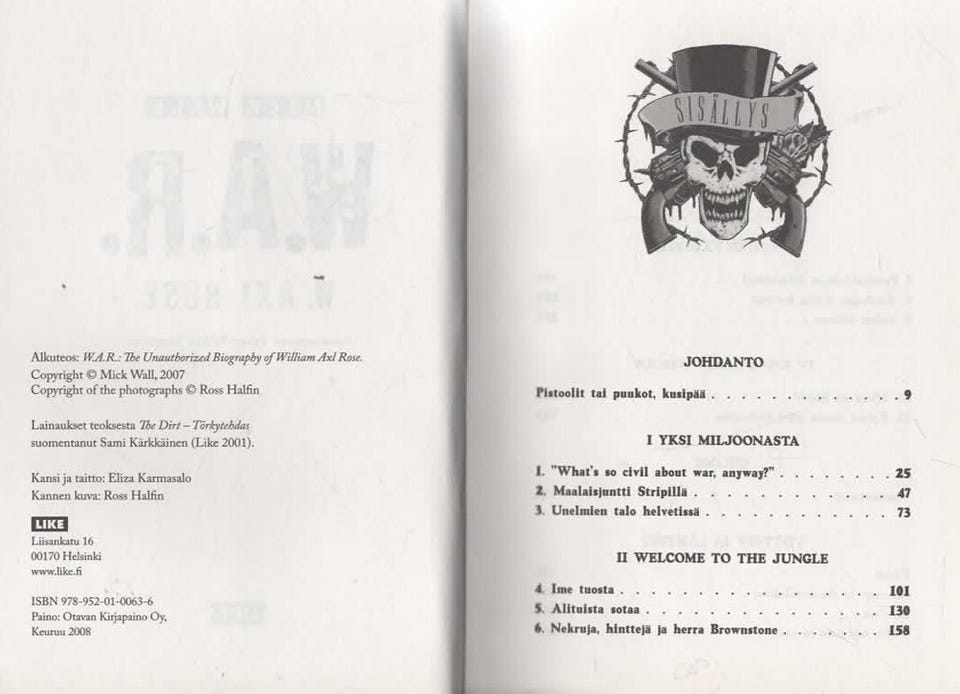 Alkuteos: W.A.R.: The Unauthorized Biography of William Axl Rose.
Copyright © Mick Wall, 2007
Copyright of the photographs © Ross Halfin
Lainaukset teoksesta The Dirt – Törkytehdas
suomentanut Sami Kärkkäinen (Like 2001).
Kansi ja taitto: Eliza Karmasalo
Kannen kuva: Ross Halfin
LIKE
Liisankatu 16
00170 Helsinki
www.like.fi
ISBN 978-952-01-0063-6
Paino: Otavan Kirjapaino Oy,
Keuruu 2008
SISÄLLYS
JOHDANTO
Pistoolit tai puukot, kusipää . . . . . . . . . . . . . . 9
I YKSI MILJOONASTA
1. "What's so civil about war, anyway?" . . . . . . . . . 25
2. Maalaisjuntti Stripillä . . . . . . . . . . . . . . . 47
3. Unelmien talo helvetissä . . . . . . . . . . . . . . 73
II WELCOME TO THE JUNGLE
4. Ime tuosta . . . . . . . . . . . . . . . . . . . . 101
5. Alituista sotaa . . . . . . . . . . . . . . . . . . 130
6. Nekruja, hinttejä ja herra Brownstone . . . . . . . 158